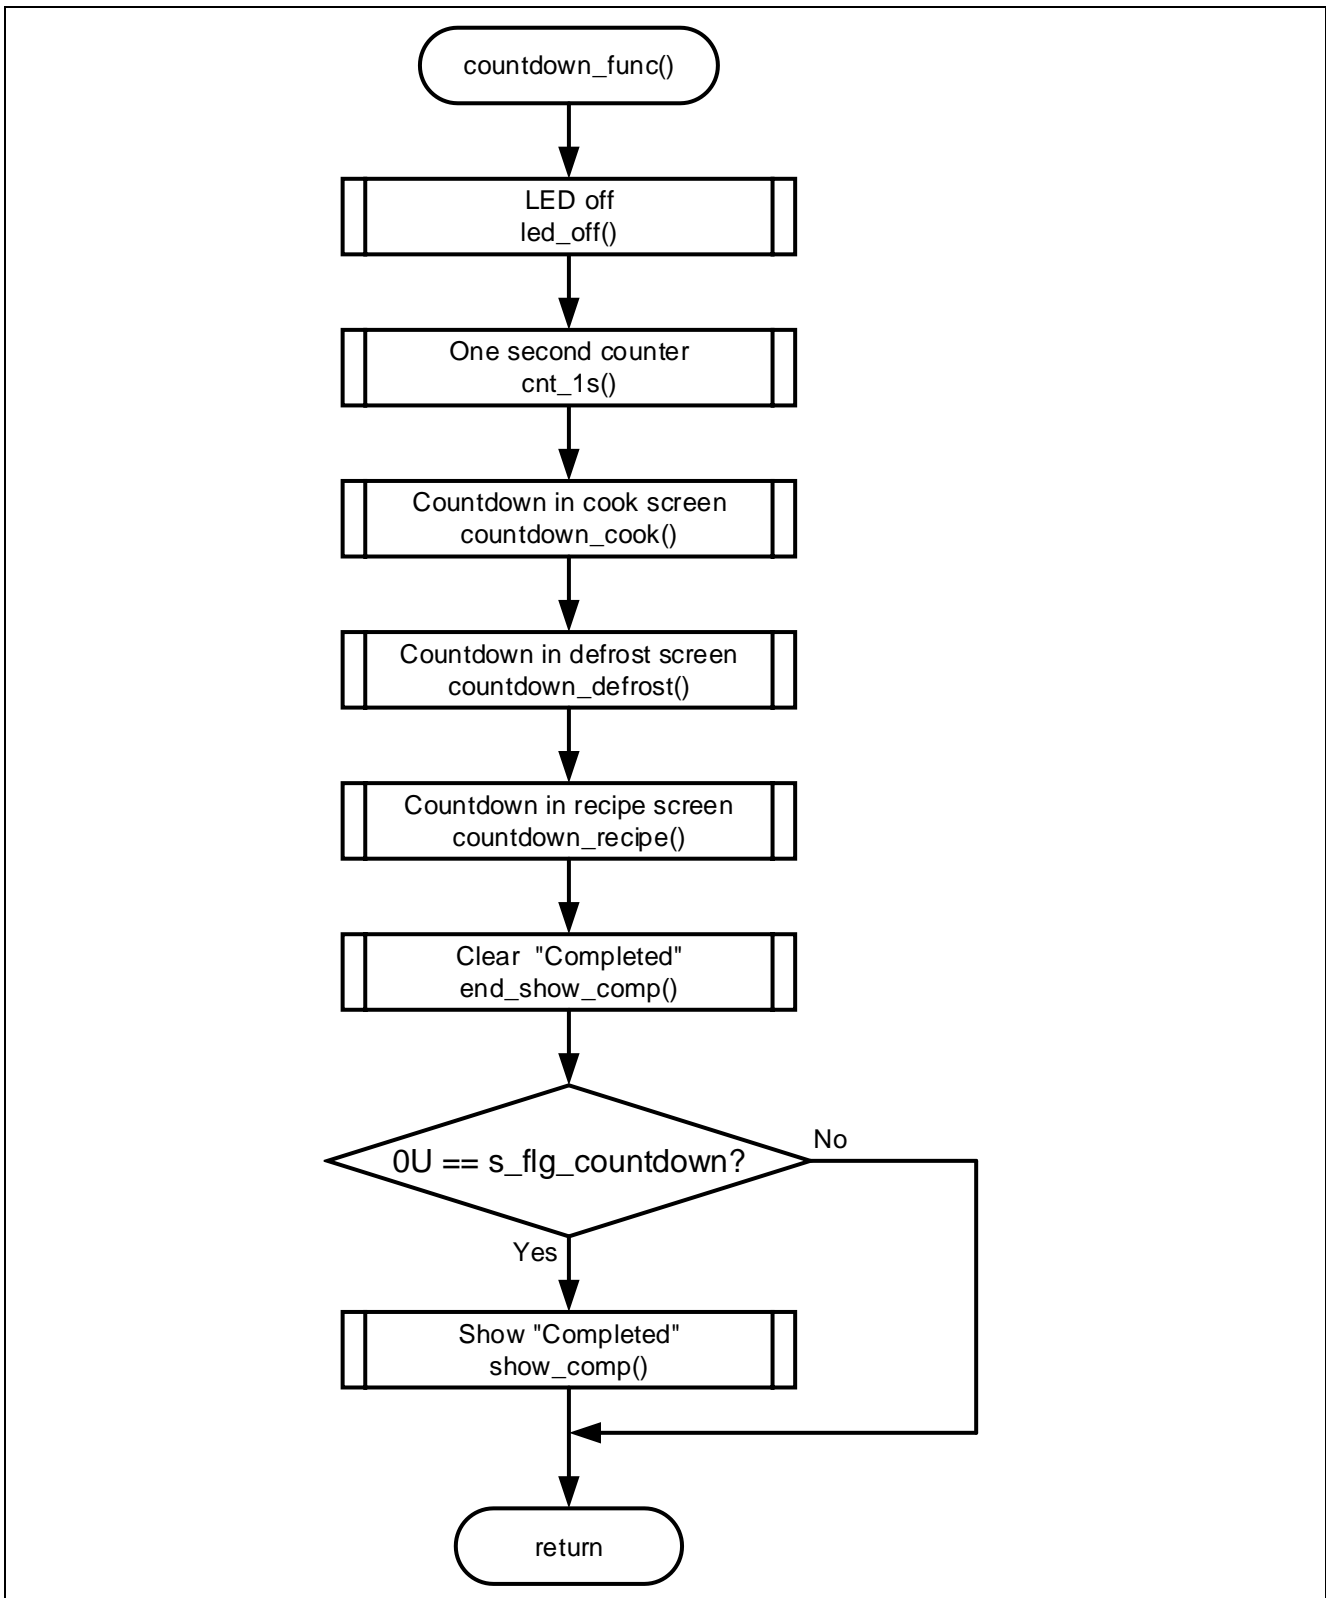 countdown_func()
LED off
led_off()
One second counter
cnt_1s()
Countdown in cook screen
countdown_cook()
Countdown in defrost screen
countdown_defrost()
Countdown in recipe screen
countdown_recipe()
Clear "Completed"
end_show_comp()
0U == s_flg_countdown?
No
Yes
Show "Completed"
show_comp()
return